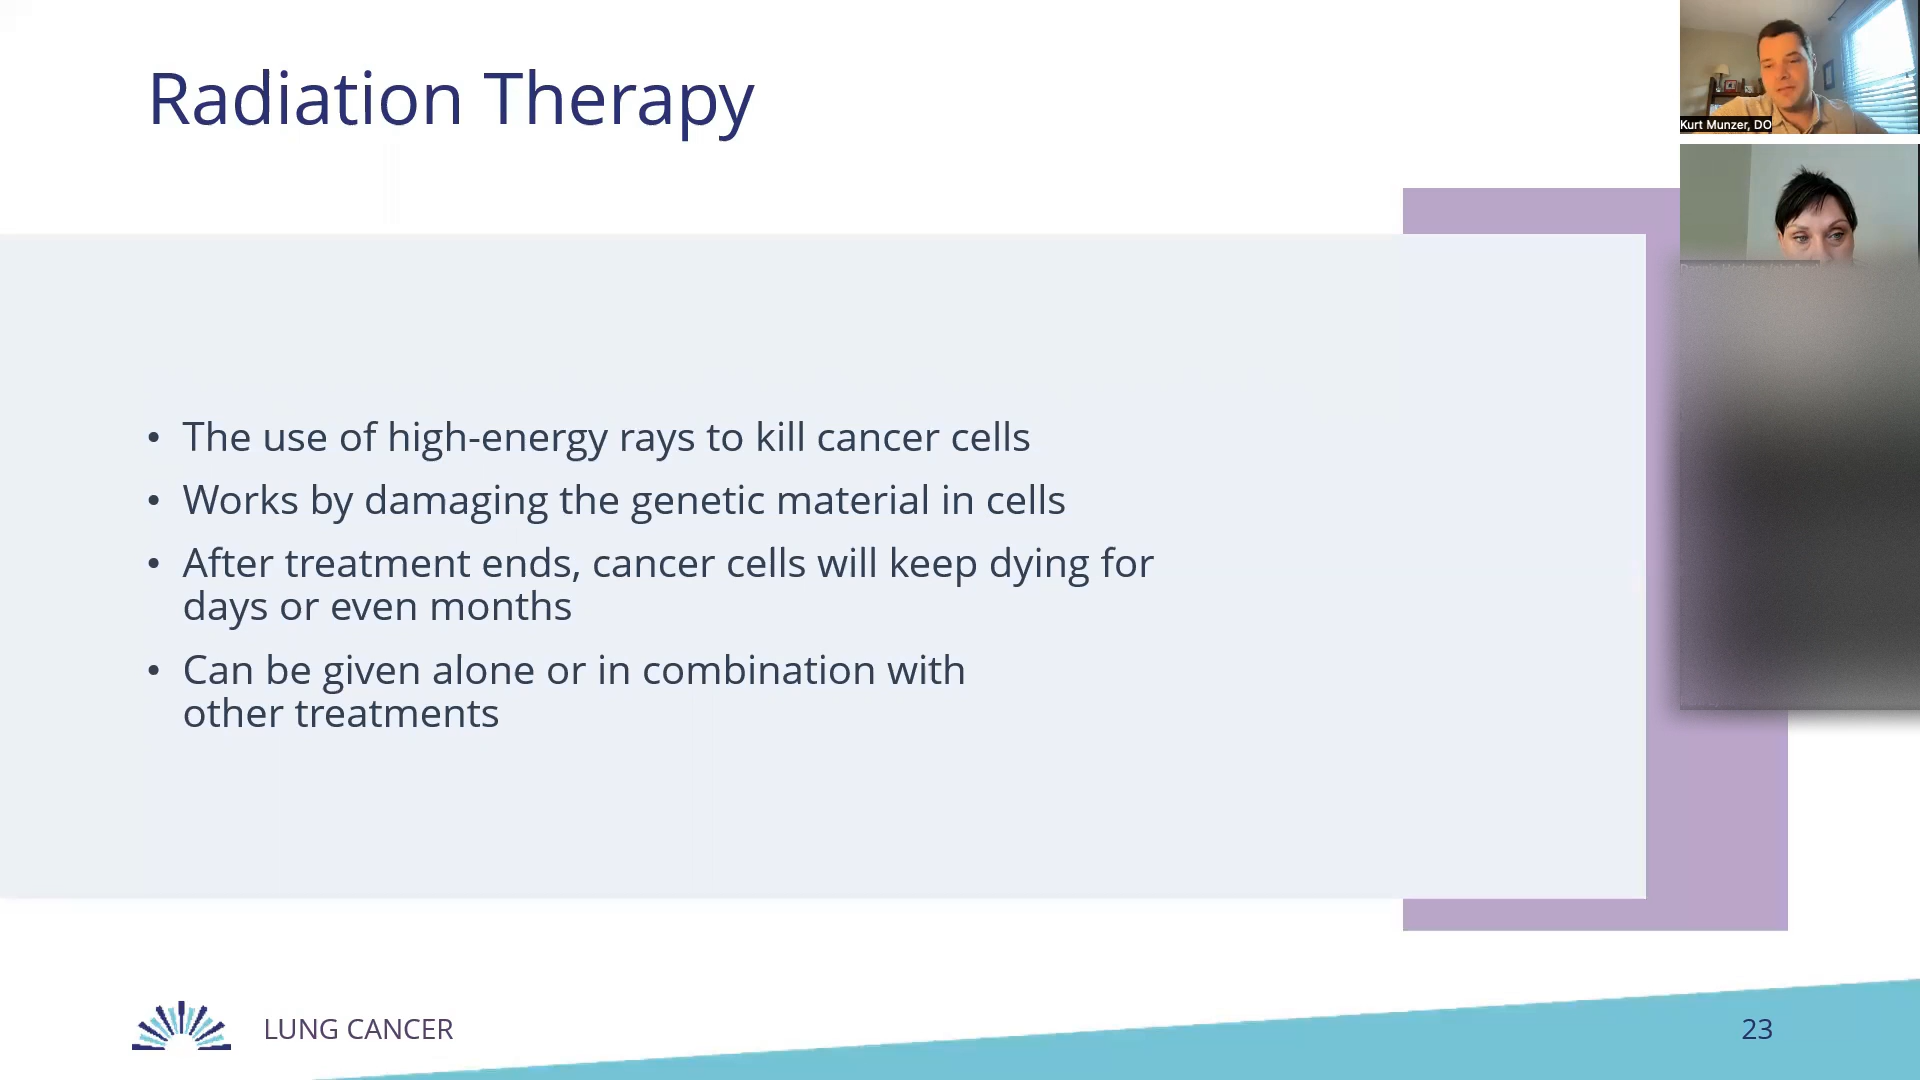 Radiation Therapy
Kurt Munzer, DO
• The use of high-energy rays to kill cancer cells
• Works by damaging the genetic material in cells
• After treatment ends, cancer cells will keep dying for
days or even months
• Can be given alone or in combination with
other treatments
LUNG CANCER
23